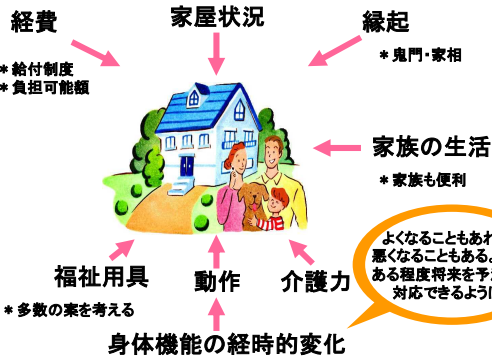 経費
家屋状況
縁起
＊給付制度
＊負担可能額
＊鬼門・家相
家族の生活
＊家族も便利
よくなることもあれ
悪くなることもある
ある程度将来を予
対応できるよう
福祉用具
動作
介護力
＊多数の案を考える
身体機能の経時的変化